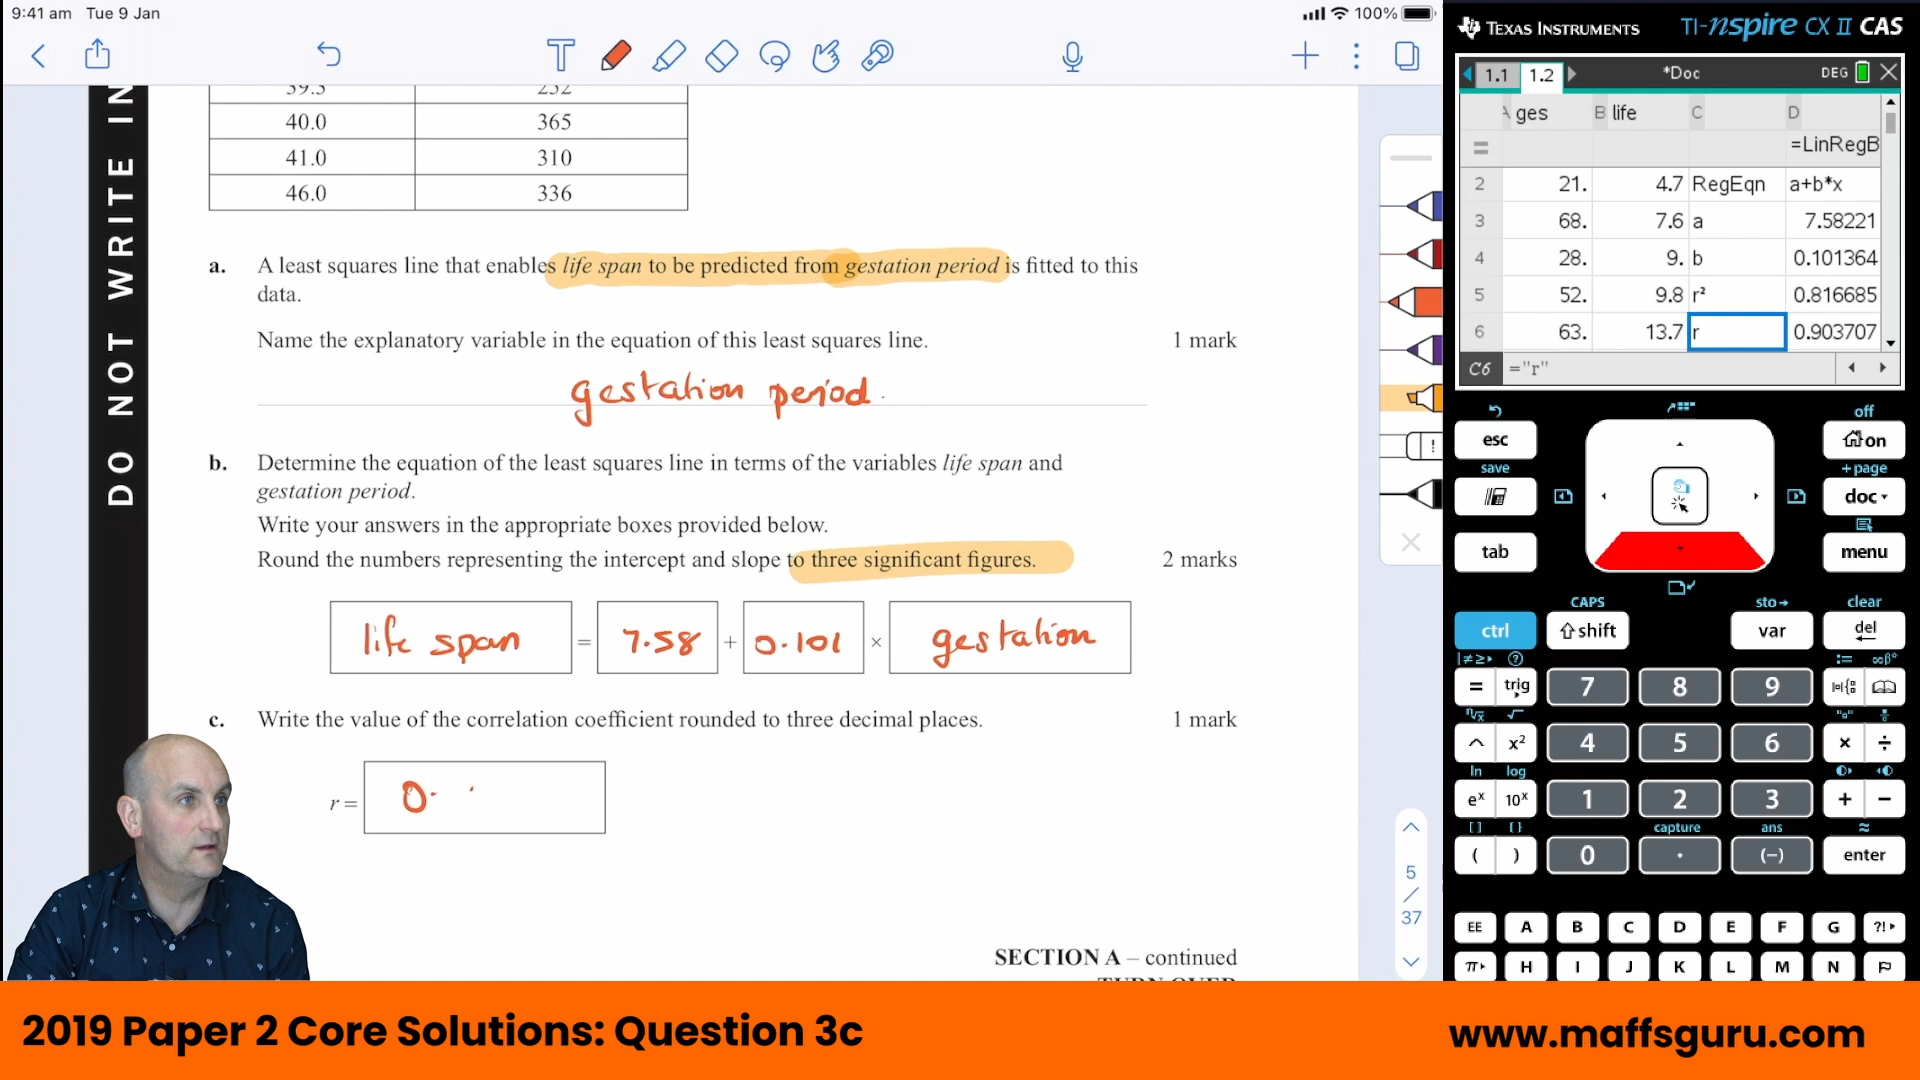 9:41 am Tue 9 Jan
100%
DO NOT WRITE IN
39.3 252
40.0 365
41.0 310
46.0 336
a. A least squares line that enables life span to be predicted from gestation period is fitted to this
data.
Name the explanatory variable in the equation of this least squares line. 1 mark
gestation period.
b. Determine the equation of the least squares line in terms of the variables life span and
gestation period.
Write your answers in the appropriate boxes provided below.
Round the numbers representing the intercept and slope to three significant figures. 2 marks
life span = 7.58 + 0.101 × gestation
c. Write the value of the correlation coefficient rounded to three decimal places. 1 mark
r = 0.
SECTION A – continued
TURN OVER
5
/
37
TEXAS INSTRUMENTS TI-nspire CX II CAS
1.1 1.2 *Doc DEG
A ges B life C D
= =LinRegB
2 21. 4.7 RegEqn a+b*x
3 68. 7.6 a 7.58221
4 28. 9. b 0.101364
5 52. 9.8 r² 0.816685
6 63. 13.7 r 0.903707
C6 ="r"
off
esc on
save +page
doc
tab menu
CAPS sto→ clear
ctrl shift var del
= trig 7 8 9
^ x² 4 5 6 × ÷
ln log
eˣ 10ˣ 1 2 3 + −
[] {} capture ans ≈
( ) 0 . (−) enter
EE A B C D E F G ?!
π H I J K L M N
2019 Paper 2 Core Solutions: Question 3c
www.maffsguru.com